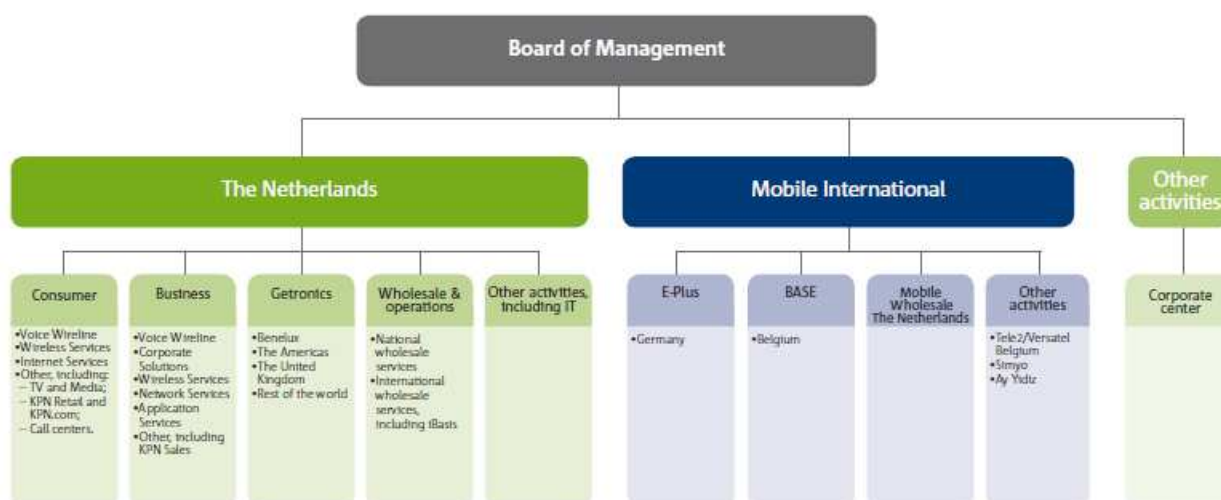 Board of Management
The Netherlands
Mobile International
Other
activities
Consumer
•Voice Wireline
•Wireless Services
•Internet Services
•Other, including:
– TV and Media;
– KPN Retail and
KPN.com;
– Call centers.
Business
•Voice Wireline
•Corporate
Solutions
•Wireless Services
•Network Services
•Application
Services
•Other, including
KPN Sales
Getronics
•Benelux
•The Americas
•The United
Kingdom
•Rest of the world
Wholesale &
operations
•National
wholesale
services
•International
wholesale
services,
including iBasis
Other activities,
including IT
E-Plus
•Germany
BASE
•Belgium
Mobile
Wholesale
The Netherlands
Other
activities
•Tele2/Versatel
Belgium
•Simyo
•Ay Yidiz
Corporate
center